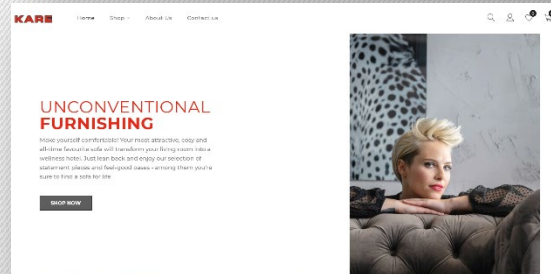 KARE Home Shop About Us Contact us
UNCONVENTIONAL
FURNISHING
Make yourself comfortable! Your most attractive, cosy and
all-time favourite sofa will transform your living room into a
wellness hotel. Just lean back and enjoy our selection of
statement pieces and feel-good pieces - among them you're
sure to find a sofa for life
SHOP NOW